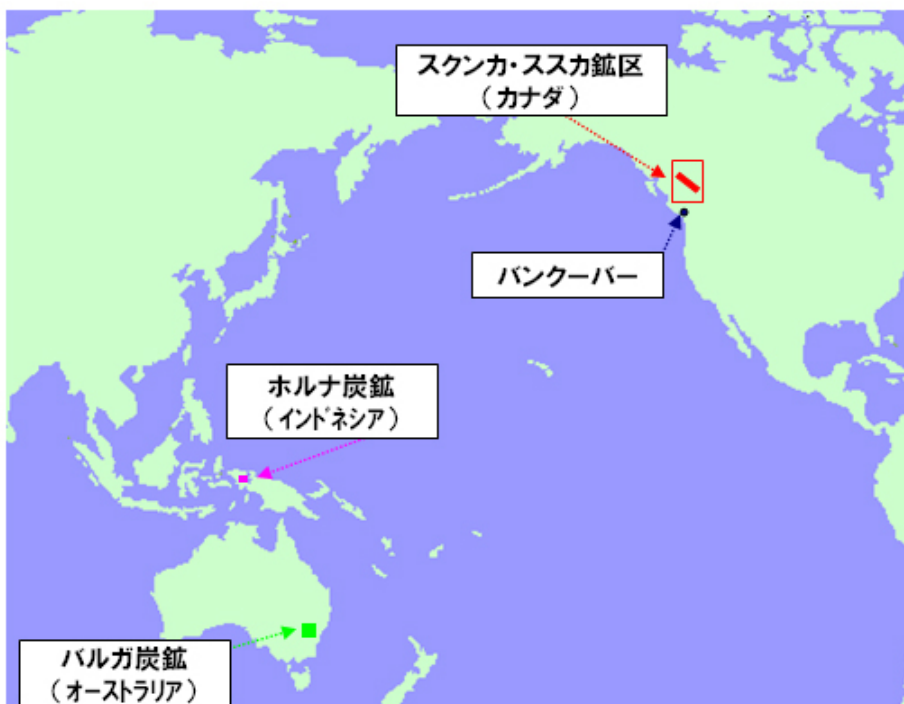 スクンカ・ススカ鉱区
（カナダ）
バンクーバー
ホルナ炭鉱
（インドネシア）
バルガ炭鉱
（オーストラリア）